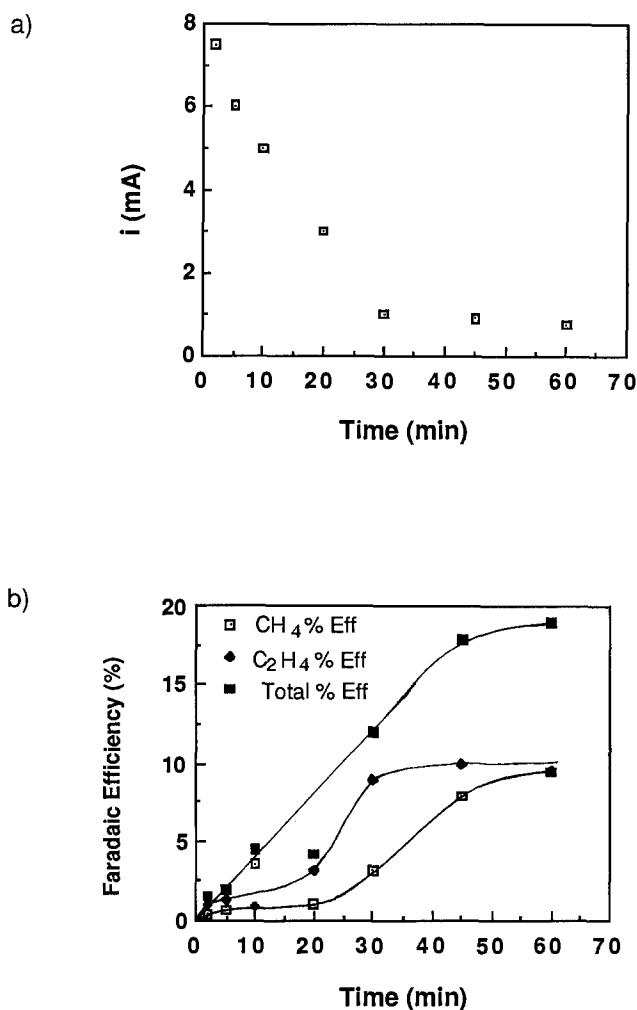 a)
8
6
4
2
0
i (mA)
0 10 20 30 40 50 60 70
Time (min)
b)
20
15
10
5
0
Faradaic Efficiency (%)
CH4 % Eff
C2H4 % Eff
Total % Eff
0 10 20 30 40 50 60 70
Time (min)